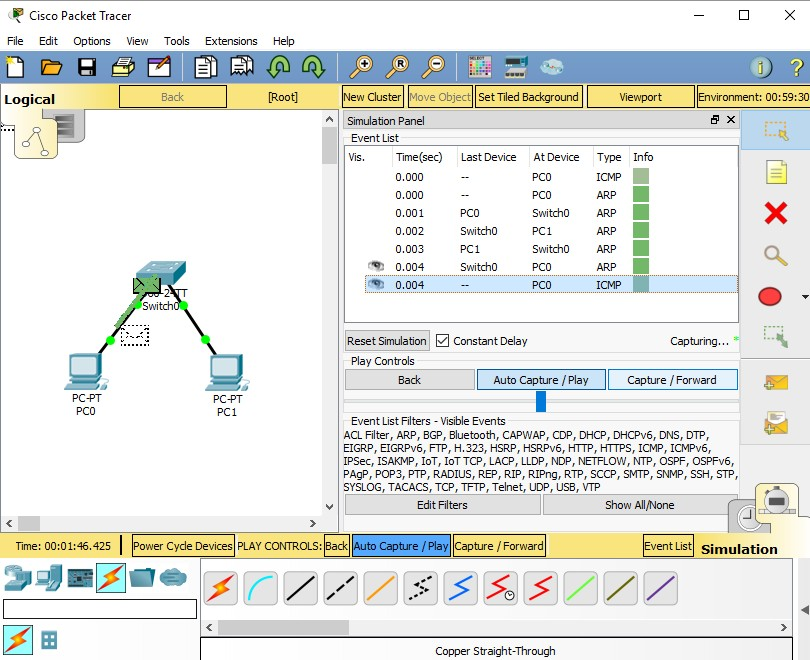 Cisco Packet Tracer
File Edit Options View Tools Extensions Help
Logical Back [Root] New Cluster Move Object Set Tiled Background Viewport Environment: 00:59:30
Simulation Panel
Event List
Vis. Time(sec) Last Device At Device Type Info
0.000 -- PC0 ICMP
0.000 -- PC0 ARP
0.001 PC0 Switch0 ARP
0.002 Switch0 PC1 ARP
0.003 PC1 Switch0 ARP
0.004 Switch0 PC0 ARP
0.004 -- PC0 ICMP
Switch0
PC-PT
PC0
PC-PT
PC1
Reset Simulation Constant Delay Capturing... *
Play Controls
Back Auto Capture / Play Capture / Forward
Event List Filters - Visible Events
ACL Filter, ARP, BGP, Bluetooth, CAPWAP, CDP, DHCP, DHCPv6, DNS, DTP,
EIGRP, EIGRPv6, FTP, H.323, HSRP, HSRPv6, HTTP, HTTPS, ICMP, ICMPv6,
IPSec, ISAKMP, IoT, IoT TCP, LACP, LLDP, NDP, NETFLOW, NTP, OSPF, OSPFv6,
PAgP, POP3, PTP, RADIUS, REP, RIP, RIPng, RTP, SCCP, SMTP, SNMP, SSH, STP,
SYSLOG, TACACS, TCP, TFTP, Telnet, UDP, USB, VTP
Edit Filters Show All/None
Time: 00:01:46.425 Power Cycle Devices PLAY CONTROLS: Back Auto Capture / Play Capture / Forward Event List Simulation
Copper Straight-Through